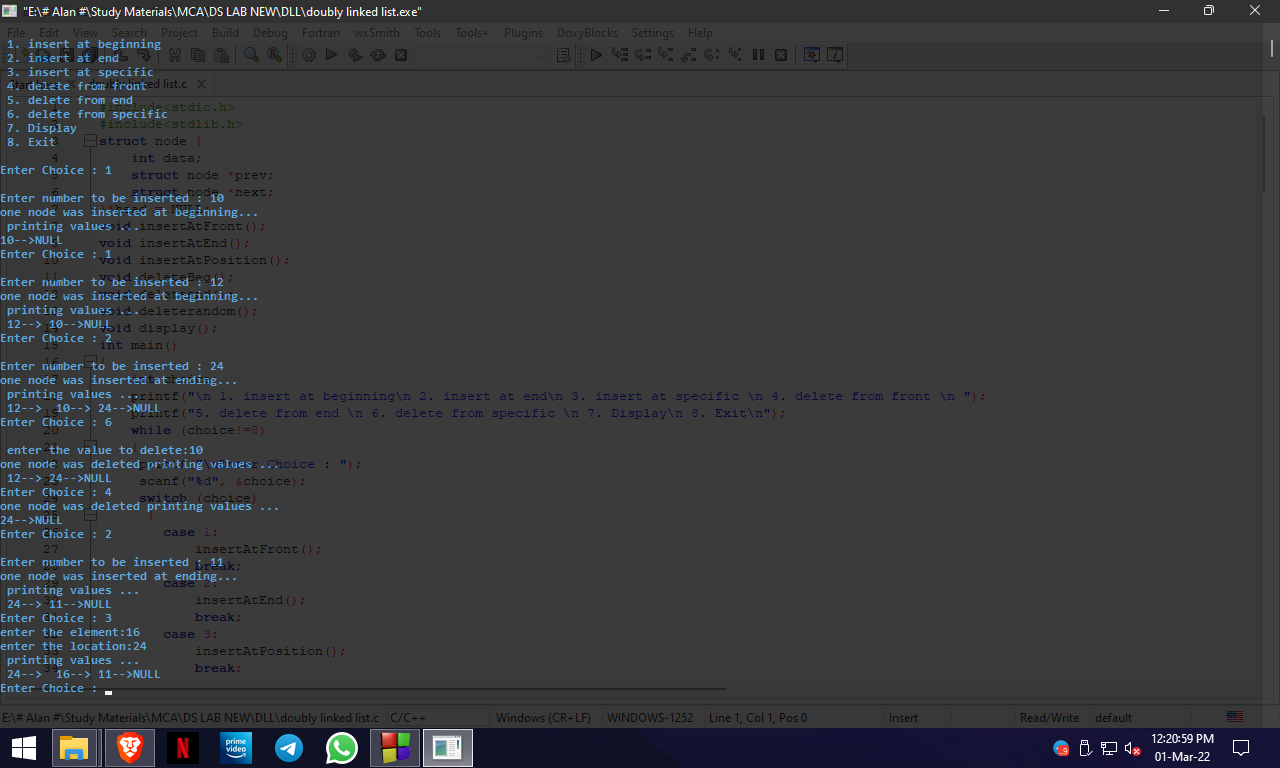 "E:\# Alan #\Study Materials\MCA\DS LAB NEW\DLL\doubly linked list.exe"
File Edit View Search Project Build Debug Fortran wxSmith Tools Tools+ Plugins DoxyBlocks Settings Help
1. insert at beginning
2. insert at end
3. insert at specific
4. delete from front
5. delete from end
6. delete from specific
7. Display
8. Exit
Enter Choice : 1
Enter number to be inserted : 10
one node was inserted at beginning...
printing values ...
10-->NULL
Enter Choice : 1
Enter number to be inserted : 12
one node was inserted at beginning...
printing values ...
12--> 10-->NULL
Enter Choice : 2
Enter number to be inserted : 24
one node was inserted at ending...
printing values ...
12-->  10--> 24-->NULL
Enter Choice : 6
enter the value to delete:10
one node was deleted printing values ...
12--> 24-->NULL
Enter Choice : 4
one node was deleted printing values ...
24-->NULL
Enter Choice : 2
Enter number to be inserted : 11
one node was inserted at ending...
printing values ...
24--> 11-->NULL
Enter Choice : 3
enter the element:16
enter the location:24
printing values ...
24-->  16--> 11-->NULL
Enter Choice :
doubly linked list.c
#include<stdio.h>
#include<stdlib.h>
struct node {
int data;
struct node *prev;
struct node *next;
void insertAtFront();
void insertAtEnd();
void insertAtPosition();
void deleteBeg();
void deleterandom();
void display();
int main()
{
printf("\n 1. insert at beginning\n 2. insert at end\n 3. insert at specific \n 4. delete from front \n ");
printf("5. delete from end \n 6. delete from specific \n 7. Display\n 8. Exit\n");
while (choice!=8)
{
printf("\nEnter Choice : ");
scanf("%d", &choice);
switch (choice)
{
case 1:
insertAtFront();
break;
case 2:
insertAtEnd();
break;
case 3:
insertAtPosition();
break;
E:\# Alan #\Study Materials\MCA\DS LAB NEW\DLL\doubly linked list.c C/C++ Windows (CR+LF) WINDOWS-1252 Line 1, Col 1, Pos 0 Insert Read/Write default
N
prime video
12:20:59 PM
01-Mar-22